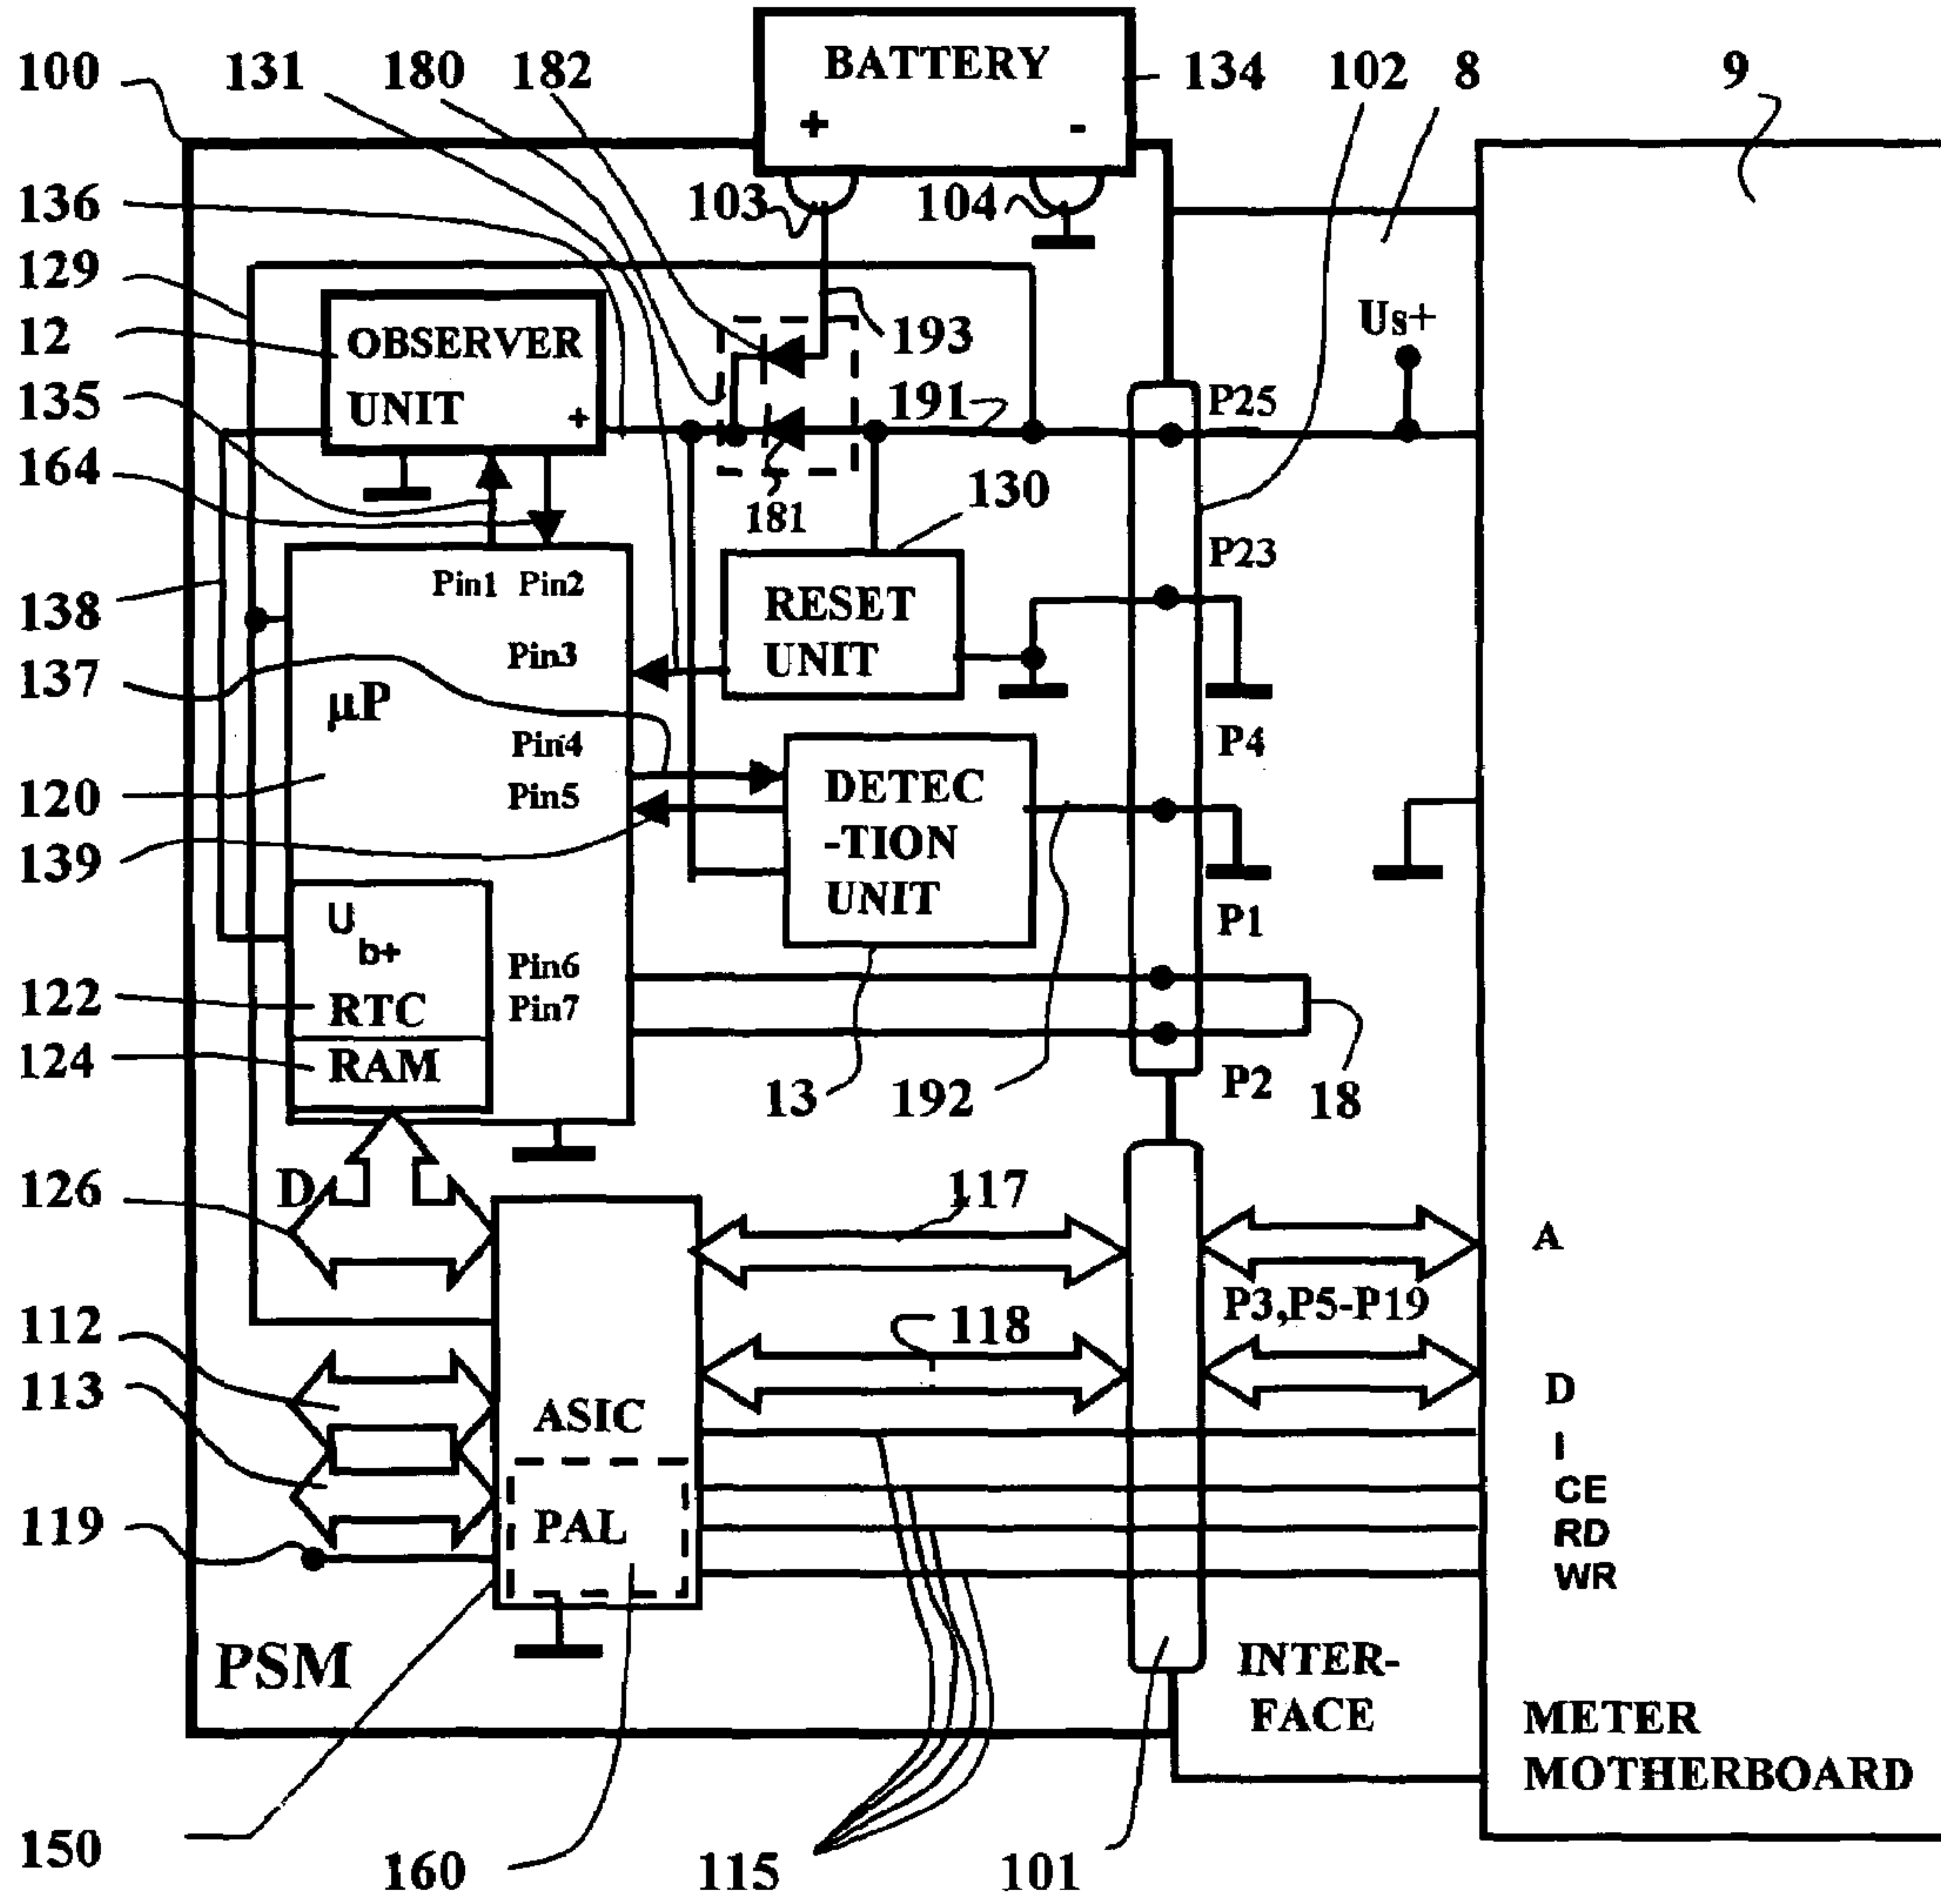 BATTERY
100
131
180
182
134
102
8
9
+
-
136
103
104
129
193
Us+
12
OBSERVER
UNIT
+
135
191
P25
164
181
130
P23
Pin1 Pin2
138
RESET
UNIT
Pin3
137
µP
Pin4
P4
120
Pin5
DETEC
-TION
UNIT
139
U
b+
P1
Pin6
122
RTC
Pin7
124
RAM
13
192
P2
18
126
D
117
A
P3,P5-P19
112
118
113
ASIC
D
I
CE
119
PAL
RD
WR
PSM
INTER-
FACE
METER
MOTHERBOARD
150
160
115
101